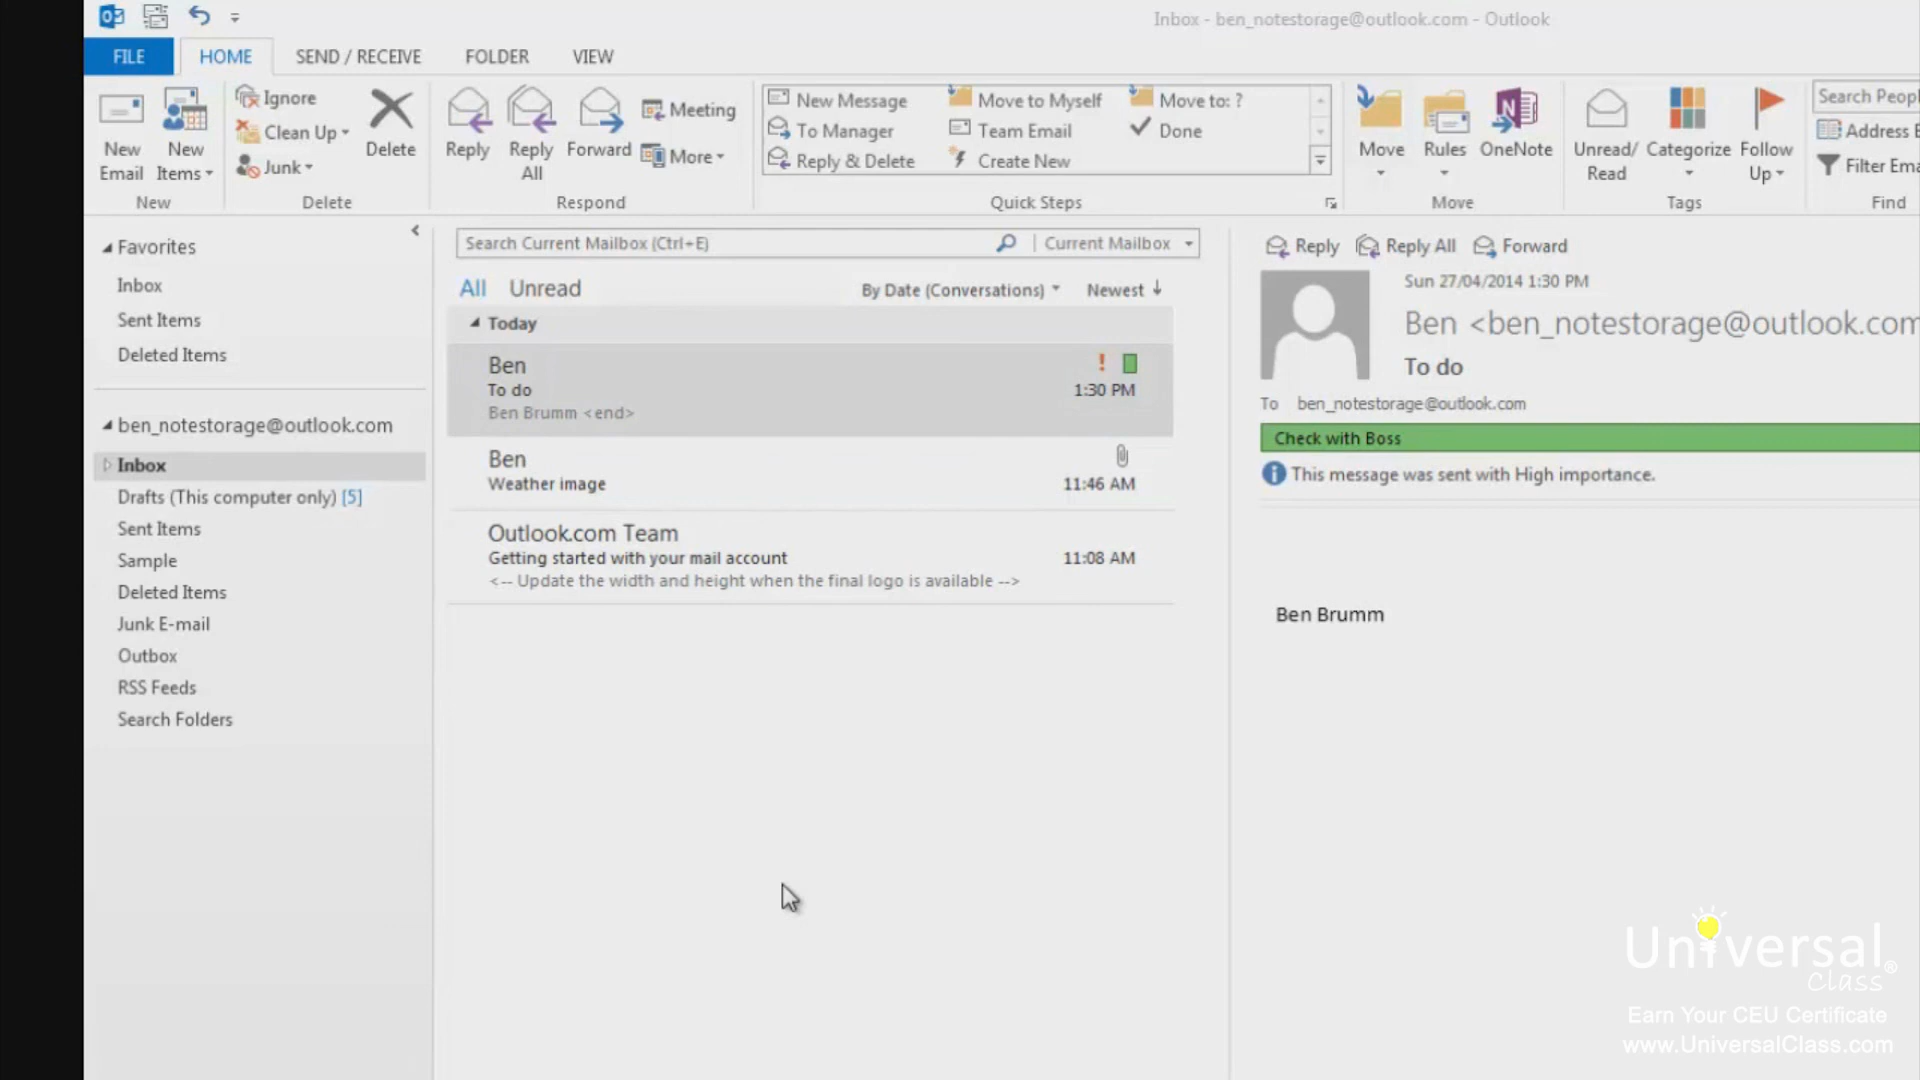 Inbox - ben_notestorage@outlook.com - Outlook
FILE HOME SEND / RECEIVE FOLDER VIEW
New Email
New Items
New
Ignore
Clean Up
Junk
Delete
Delete
Reply
Reply All
Forward
Meeting
More
Respond
New Message
To Manager
Reply & Delete
Move to Myself
Team Email
Create New
Move to: ?
Done
Quick Steps
Move
Rules
OneNote
Move
Unread/ Read
Categorize
Follow Up
Tags
Search
Address
Filter
Find
Favorites
Inbox
Sent Items
Deleted Items
ben_notestorage@outlook.com
Inbox
Drafts (This computer only) [5]
Sent Items
Sample
Deleted Items
Junk E-mail
Outbox
RSS Feeds
Search Folders
Search Current Mailbox (Ctrl+E) Current Mailbox
All Unread By Date (Conversations) Newest
Today
Ben
To do 1:30 PM
Ben Brumm <end>
Ben
Weather image 11:46 AM
Outlook.com Team
Getting started with your mail account 11:08 AM
<-- Update the width and height when the final logo is available -->
Reply Reply All Forward
Sun 27/04/2014 1:30 PM
Ben <ben_notestorage@outlook.com
To do
To ben_notestorage@outlook.com
Check with Boss
This message was sent with High importance.
Ben Brumm
Universal
Class®
Earn Your CEU Certificate
www.UniversalClass.com